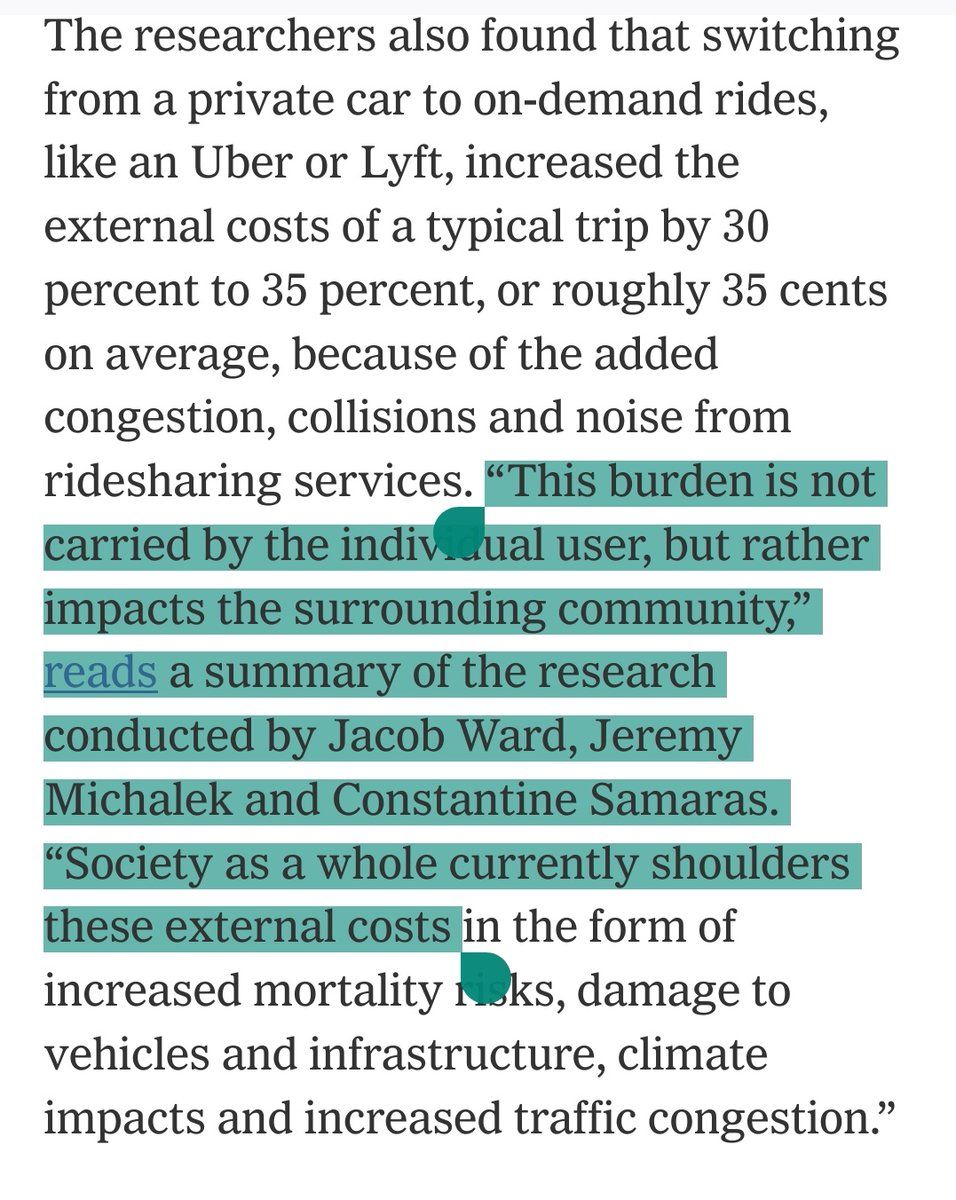 The researchers also found that switching
from a private car to on-demand rides,
like an Uber or Lyft, increased the
external costs of a typical trip by 30
percent to 35 percent, or roughly 35 cents
on average, because of the added
congestion, collisions and noise from
ridesharing services. “This burden is not
carried by the individual user, but rather
impacts the surrounding community,”
reads a summary of the research
conducted by Jacob Ward, Jeremy
Michalek and Constantine Samaras.
“Society as a whole currently shoulders
these external costs in the form of
increased mortality risks, damage to
vehicles and infrastructure, climate
impacts and increased traffic congestion.”